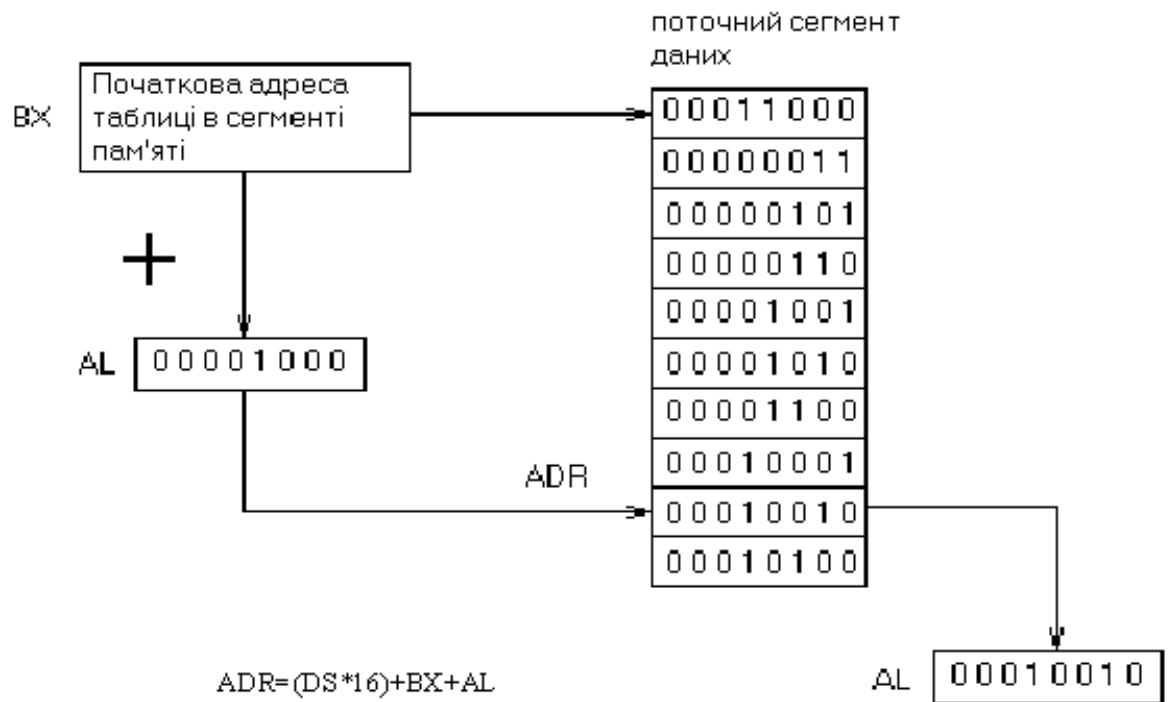 поточний сегмент
даних
BX
Початкова адреса
таблиці в сегменті
пам'яті
00011000
00000011
00000101
00000110
00001001
AL
00001000
00001010
00001100
00010001
ADR
00010010
00010100
ADR=(DS*16)+BX+AL
AL
00010010